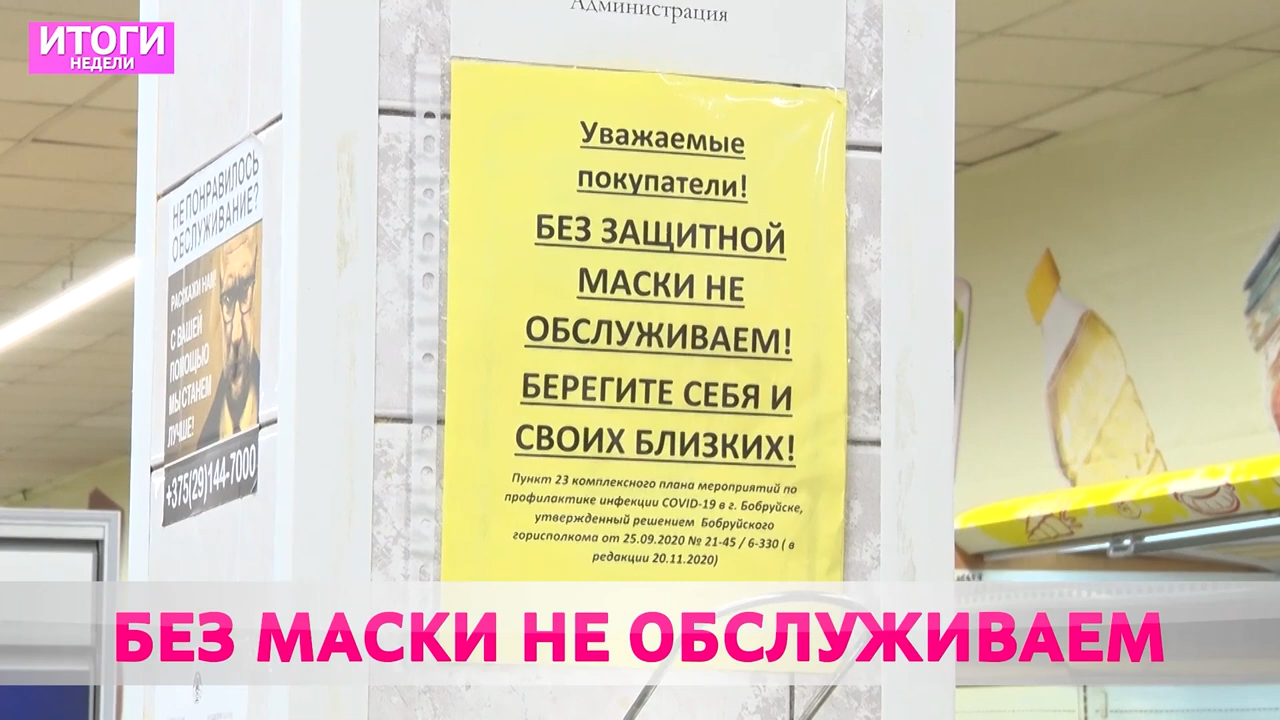 ИТОГИ
НЕДЕЛИ
Администрация
Уважаемые
покупатели!
БЕЗ ЗАЩИТНОЙ
МАСКИ НЕ
ОБСЛУЖИВАЕМ!
БЕРЕГИТЕ СЕБЯ И
СВОИХ БЛИЗКИХ!
Пункт 23 комплексного плана мероприятий по
профилактике инфекции COVID-19 в г. Бобруйске,
утвержденный решением Бобруйского
горисполкома от 25.09.2020 № 21-45 / 6-330 ( в
редакции 20.11.2020)
НЕ ПОНРАВИЛОСЬ
ОБСЛУЖИВАНИЕ?
РАССКАЖИ НАМ!
С ВАШЕЙ
ПОМОЩЬЮ
МЫ СТАНЕМ
ЛУЧШЕ!
+375(29)144-7000
БЕЗ МАСКИ НЕ ОБСЛУЖИВАЕМ